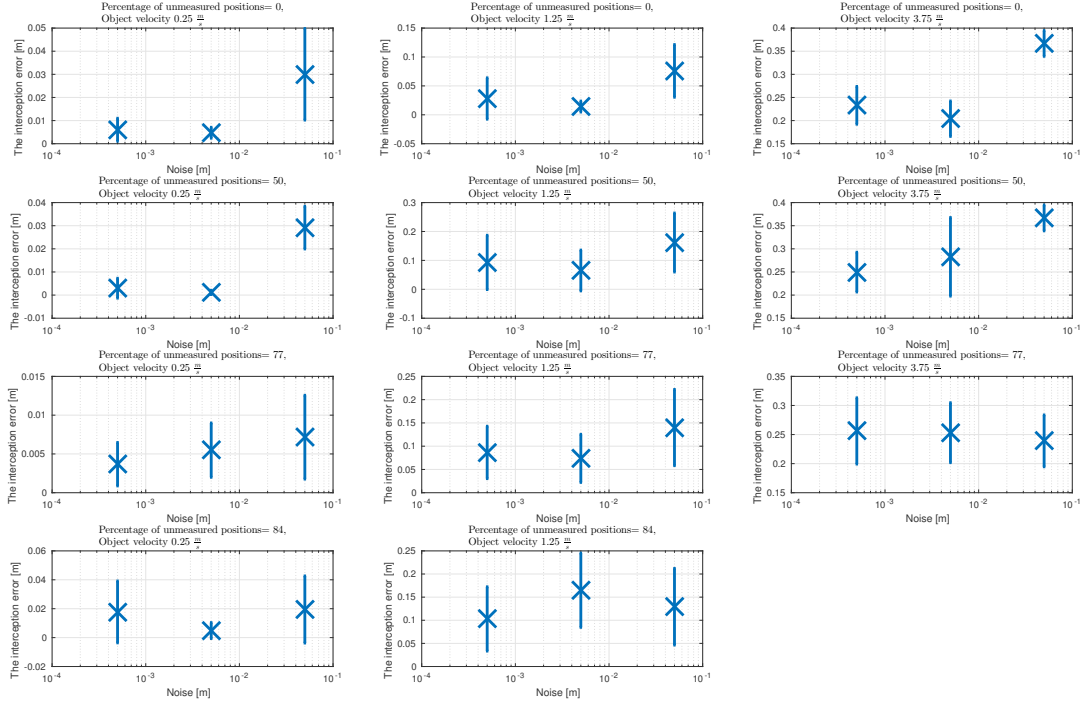 Percentage of unmeasured positions= 0,
Object velocity 0.25 m/s
The interception error [m]
0.05
0.04
0.03
0.02
0.01
0
10^-4
10^-3
10^-2
10^-1
Noise [m]
Percentage of unmeasured positions= 0,
Object velocity 1.25 m/s
The interception error [m]
0.15
0.1
0.05
0
-0.05
10^-4
10^-3
10^-2
10^-1
Noise [m]
Percentage of unmeasured positions= 0,
Object velocity 3.75 m/s
The interception error [m]
0.4
0.35
0.3
0.25
0.2
0.15
10^-4
10^-3
10^-2
10^-1
Noise [m]
Percentage of unmeasured positions= 50,
Object velocity 0.25 m/s
The interception error [m]
0.04
0.03
0.02
0.01
0
-0.01
10^-4
10^-3
10^-2
10^-1
Noise [m]
Percentage of unmeasured positions= 50,
Object velocity 1.25 m/s
The interception error [m]
0.3
0.2
0.1
0
-0.1
10^-4
10^-3
10^-2
10^-1
Noise [m]
Percentage of unmeasured positions= 50,
Object velocity 3.75 m/s
The interception error [m]
0.4
0.35
0.3
0.25
0.2
0.15
10^-4
10^-3
10^-2
10^-1
Noise [m]
Percentage of unmeasured positions= 77,
Object velocity 0.25 m/s
The interception error [m]
0.015
0.01
0.005
0
10^-4
10^-3
10^-2
10^-1
Noise [m]
Percentage of unmeasured positions= 77,
Object velocity 1.25 m/s
The interception error [m]
0.25
0.2
0.15
0.1
0.05
0
10^-4
10^-3
10^-2
10^-1
Noise [m]
Percentage of unmeasured positions= 77,
Object velocity 3.75 m/s
The interception error [m]
0.35
0.3
0.25
0.2
0.15
10^-4
10^-3
10^-2
10^-1
Noise [m]
Percentage of unmeasured positions= 84,
Object velocity 0.25 m/s
The interception error [m]
0.06
0.04
0.02
0
-0.02
10^-4
10^-3
10^-2
10^-1
Noise [m]
Percentage of unmeasured positions= 84,
Object velocity 1.25 m/s
The interception error [m]
0.25
0.2
0.15
0.1
0.05
0
10^-4
10^-3
10^-2
10^-1
Noise [m]